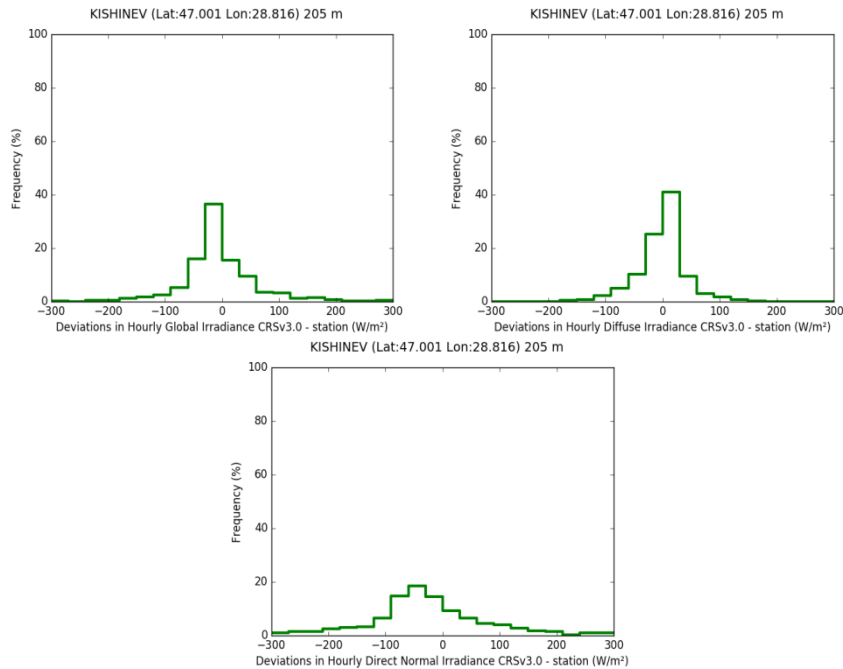 KISHINEV (Lat:47.001 Lon:28.816) 205 m
100
80
60
40
20
0
Frequency (%)
−300 −200 −100 0 100 200 300
Deviations in Hourly Global Irradiance CRSv3.0 - station (W/m²)
KISHINEV (Lat:47.001 Lon:28.816) 205 m
100
80
60
40
20
0
Frequency (%)
−300 −200 −100 0 100 200 300
Deviations in Hourly Diffuse Irradiance CRSv3.0 - station (W/m²)
KISHINEV (Lat:47.001 Lon:28.816) 205 m
100
80
60
40
20
0
Frequency (%)
−300 −200 −100 0 100 200 300
Deviations in Hourly Direct Normal Irradiance CRSv3.0 - station (W/m²)